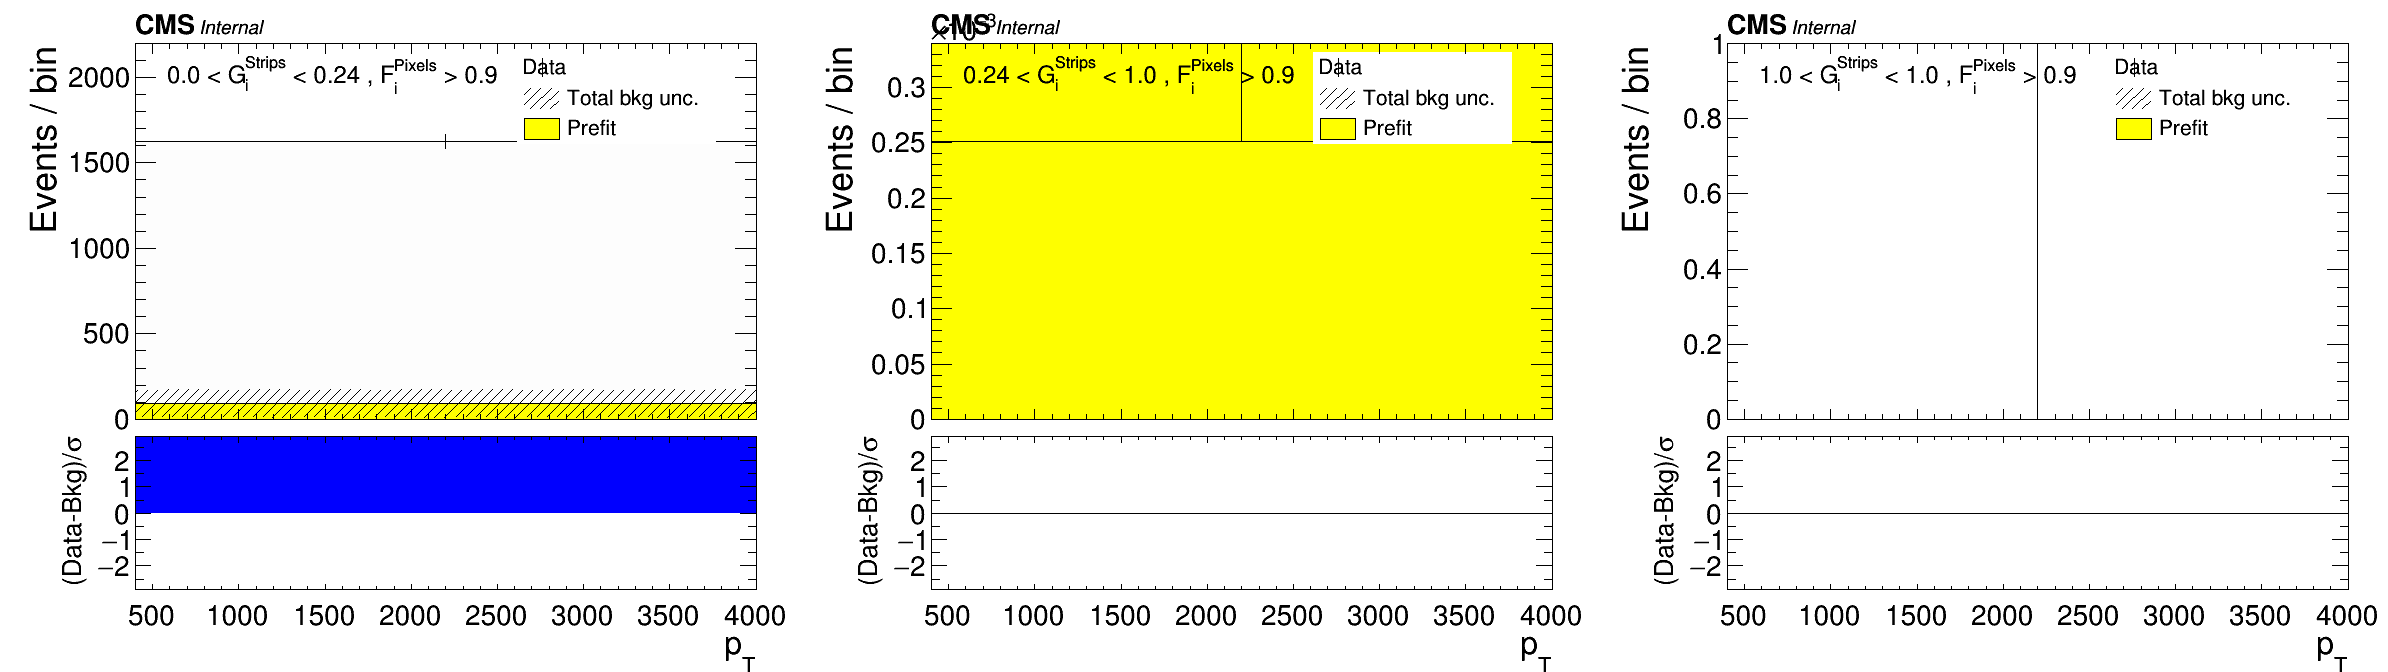 CMS Internal
Events / bin
0.0 < G_i^Strips < 0.24 , F_i^Pixels > 0.9
Data
Total bkg unc.
Prefit
2000
1500
1000
500
0
(Data-Bkg)/σ
2
1
0
−1
−2
500 1000 1500 2000 2500 3000 3500 4000
p_T
CMS Internal
×10^-3
Events / bin
0.24 < G_i^Strips < 1.0 , F_i^Pixels > 0.9
Data
Total bkg unc.
Prefit
0.3
0.25
0.2
0.15
0.1
0.05
0
(Data-Bkg)/σ
2
1
0
−1
−2
500 1000 1500 2000 2500 3000 3500 4000
p_T
CMS Internal
Events / bin
1.0 < G_i^Strips < 1.0 , F_i^Pixels > 0.9
Data
Total bkg unc.
Prefit
1
0.8
0.6
0.4
0.2
0
(Data-Bkg)/σ
2
1
0
−1
−2
500 1000 1500 2000 2500 3000 3500 4000
p_T